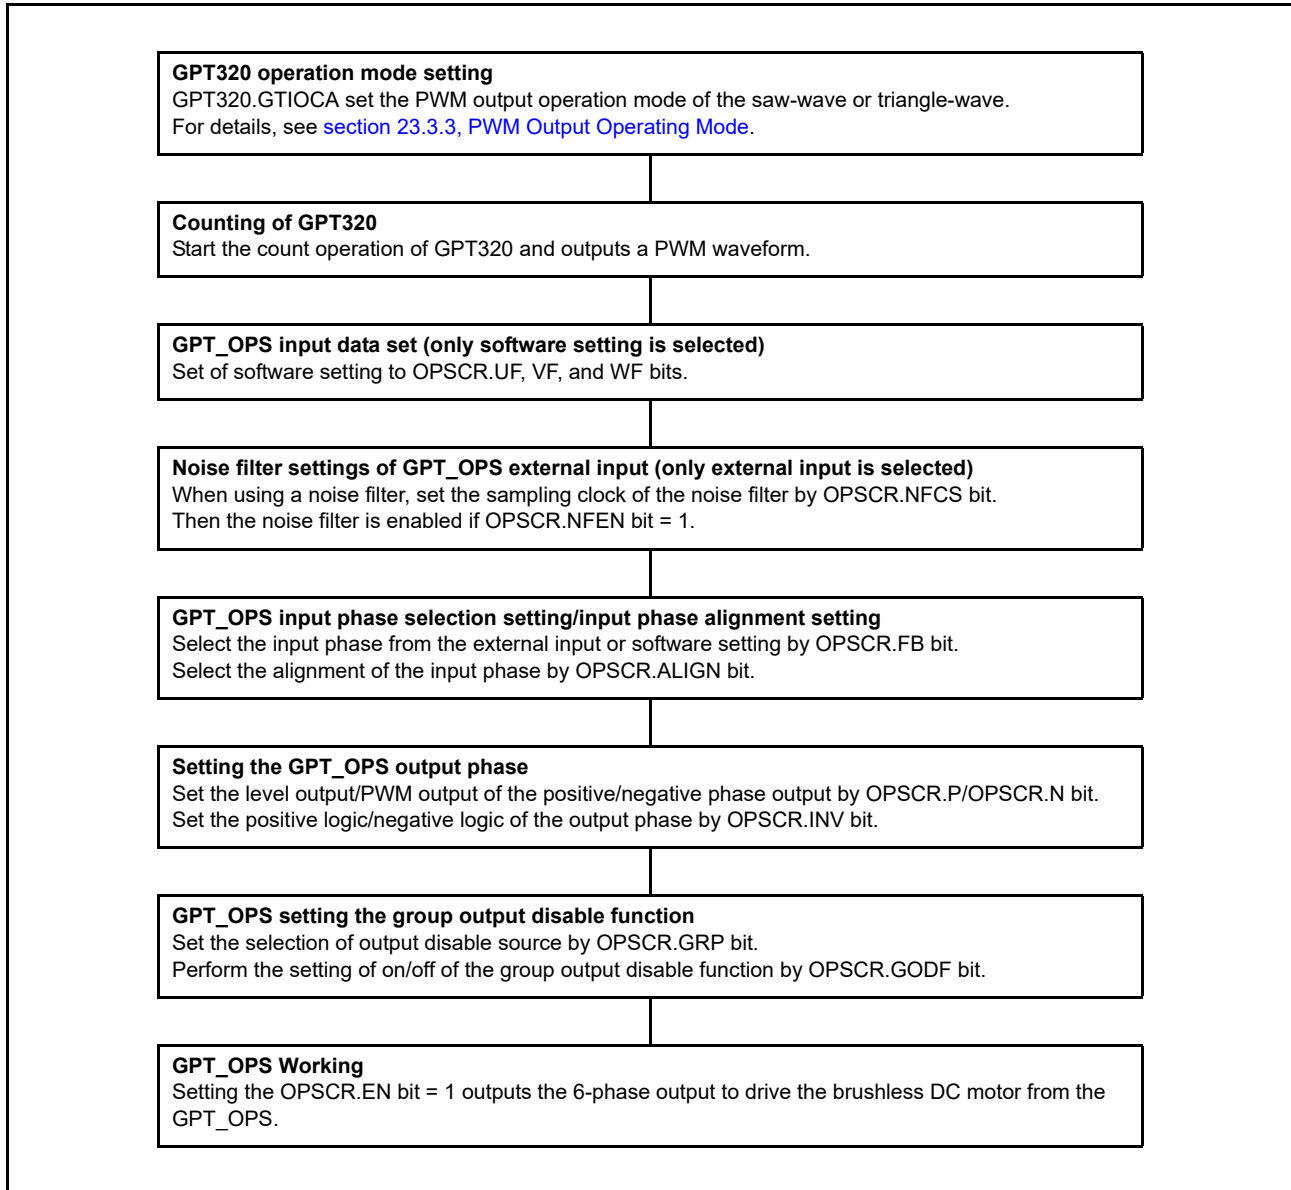 GPT320 operation mode setting
GPT320.GTIOCA set the PWM output operation mode of the saw-wave or triangle-wave.
For details, see section 23.3.3, PWM Output Operating Mode.
Counting of GPT320
Start the count operation of GPT320 and outputs a PWM waveform.
GPT_OPS input data set (only software setting is selected)
Set of software setting to OPSCR.UF, VF, and WF bits.
Noise filter settings of GPT_OPS external input (only external input is selected)
When using a noise filter, set the sampling clock of the noise filter by OPSCR.NFCS bit.
Then the noise filter is enabled if OPSCR.NFEN bit = 1.
GPT_OPS input phase selection setting/input phase alignment setting
Select the input phase from the external input or software setting by OPSCR.FB bit.
Select the alignment of the input phase by OPSCR.ALIGN bit.
Setting the GPT_OPS output phase
Set the level output/PWM output of the positive/negative phase output by OPSCR.P/OPSCR.N bit.
Set the positive logic/negative logic of the output phase by OPSCR.INV bit.
GPT_OPS setting the group output disable function
Set the selection of output disable source by OPSCR.GRP bit.
Perform the setting of on/off of the group output disable function by OPSCR.GODF bit.
GPT_OPS Working
Setting the OPSCR.EN bit = 1 outputs the 6-phase output to drive the brushless DC motor from the
GPT_OPS.